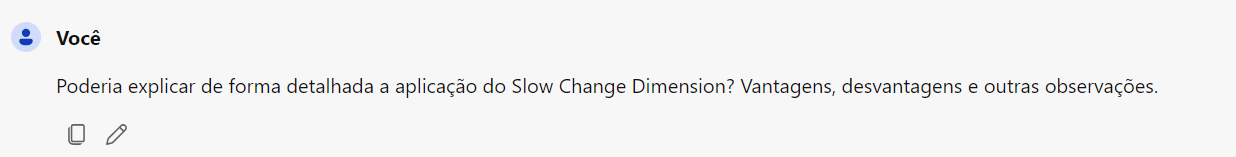 Você
Poderia explicar de forma detalhada a aplicação do Slow Change Dimension? Vantagens, desvantagens e outras observações.